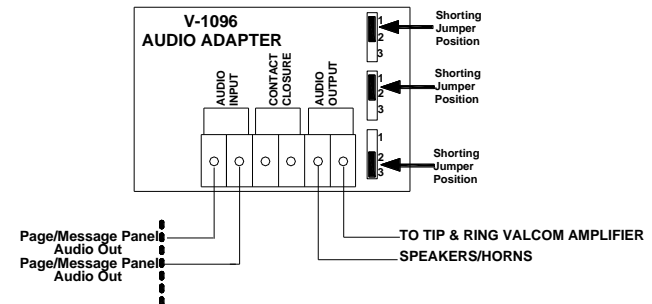 V-1096
AUDIO ADAPTER
AUDIO
INPUT
CONTACT
CLOSURE
AUDIO
OUTPUT
1
2
3
Shorting
Jumper
Position
1
2
3
Shorting
Jumper
Position
1
2
3
Shorting
Jumper
Position
Page/Message Panel
Audio Out
Page/Message Panel
Audio Out
TO TIP & RING VALCOM AMPLIFIER
SPEAKERS/HORNS